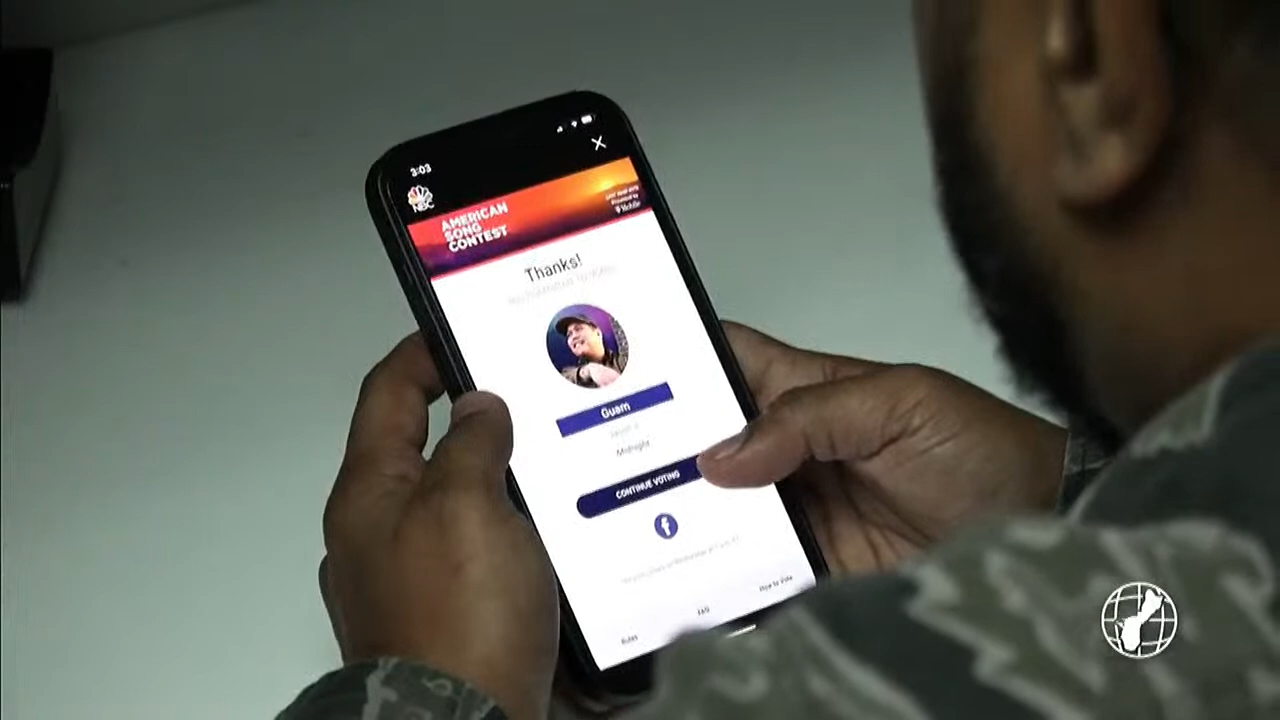 3:03
NBC
AMERICAN
SONG
CONTEST
Thanks!
Guam
Midnight
CONTINUE VOTING
f
How to Vote
FAQ
Rules